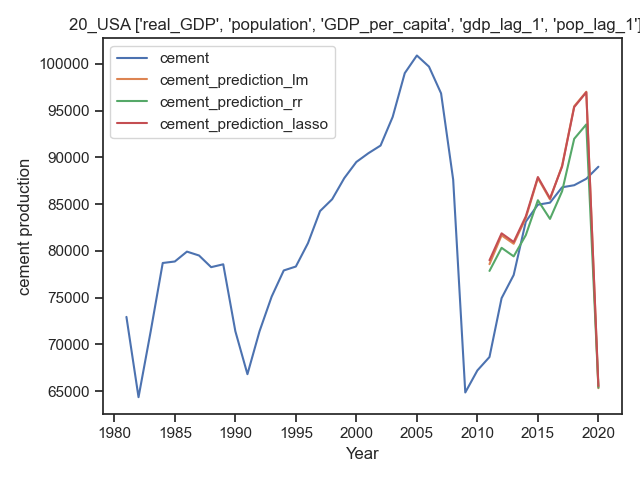 20_USA ['real_GDP', 'population', 'GDP_per_capita', 'gdp_lag_1', 'pop_lag_1']
cement
cement_prediction_lm
cement_prediction_rr
cement_prediction_lasso
cement production
100000
95000
90000
85000
80000
75000
70000
65000
1980
1985
1990
1995
2000
2005
2010
2015
2020
Year